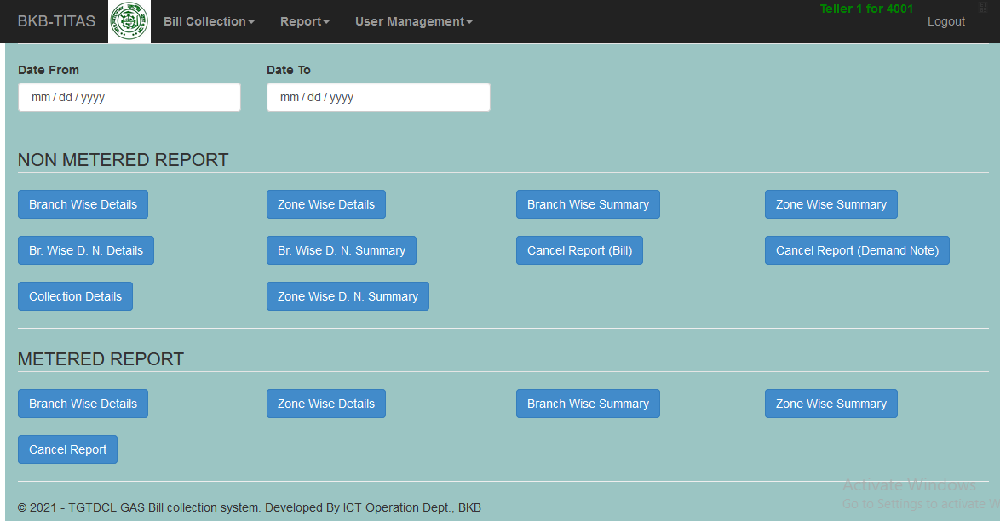 BKB-TITAS Bill Collection Report User Management Teller 1 for 4001 Logout
Date From Date To
mm / dd / yyyy mm / dd / yyyy
NON METERED REPORT
Branch Wise Details Zone Wise Details Branch Wise Summary Zone Wise Summary
Br. Wise D. N. Details Br. Wise D. N. Summary Cancel Report (Bill) Cancel Report (Demand Note)
Collection Details Zone Wise D. N. Summary
METERED REPORT
Branch Wise Details Zone Wise Details Branch Wise Summary Zone Wise Summary
Cancel Report
Activate Windows
Go to Settings to activate W
© 2021 - TGTDCL GAS Bill collection system. Developed By ICT Operation Dept., BKB